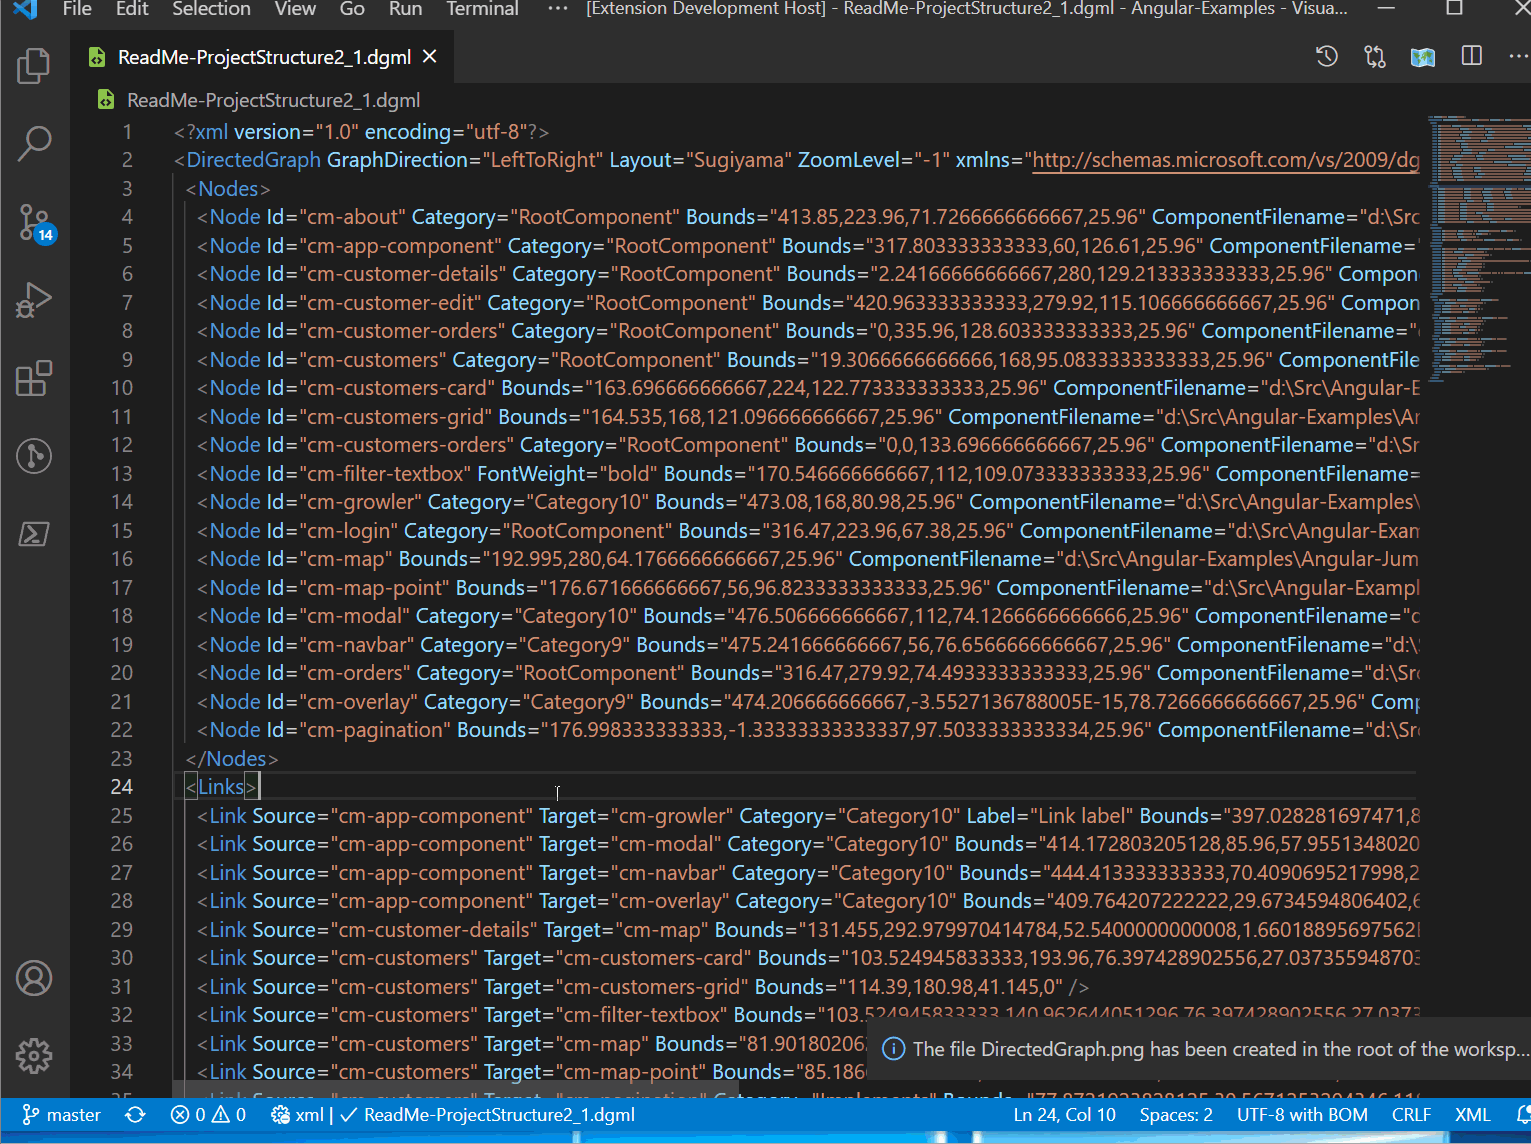 File Edit Selection View Go Run Terminal ··· [Extension Development Host] - ReadMe-ProjectStructure2_1.dgml - Angular-Examples - Visua...
ReadMe-ProjectStructure2_1.dgml
ReadMe-ProjectStructure2_1.dgml
1 <?xml version="1.0" encoding="utf-8"?>
2 <DirectedGraph GraphDirection="LeftToRight" Layout="Sugiyama" ZoomLevel="-1" xmlns="http://schemas.microsoft.com/vs/2009/dg
3 <Nodes>
4 <Node Id="cm-about" Category="RootComponent" Bounds="413.85,223.96,71.7266666666667,25.96" ComponentFilename="d:\Src
5 <Node Id="cm-app-component" Category="RootComponent" Bounds="317.803333333333,60,126.61,25.96" ComponentFilename="
6 <Node Id="cm-customer-details" Category="RootComponent" Bounds="2.24166666666667,280,129.213333333333,25.96" Compon
7 <Node Id="cm-customer-edit" Category="RootComponent" Bounds="420.963333333333,279.92,115.106666666667,25.96" Compon
8 <Node Id="cm-customer-orders" Category="RootComponent" Bounds="0,335.96,128.603333333333,25.96" ComponentFilename="
9 <Node Id="cm-customers" Category="RootComponent" Bounds="19.3066666666666,168,95.0833333333333,25.96" ComponentFile
10 <Node Id="cm-customers-card" Bounds="163.696666666667,224,122.773333333333,25.96" ComponentFilename="d:\Src\Angular-E
11 <Node Id="cm-customers-grid" Bounds="164.535,168,121.096666666667,25.96" ComponentFilename="d:\Src\Angular-Examples\Ar
12 <Node Id="cm-customers-orders" Category="RootComponent" Bounds="0,0,133.696666666667,25.96" ComponentFilename="d:\Sr
13 <Node Id="cm-filter-textbox" FontWeight="bold" Bounds="170.546666666667,112,109.073333333333,25.96" ComponentFilename=
14 <Node Id="cm-growler" Category="Category10" Bounds="473.08,168,80.98,25.96" ComponentFilename="d:\Src\Angular-Examples\
15 <Node Id="cm-login" Category="RootComponent" Bounds="316.47,223.96,67.38,25.96" ComponentFilename="d:\Src\Angular-Exam
16 <Node Id="cm-map" Bounds="192.995,280,64.1766666666667,25.96" ComponentFilename="d:\Src\Angular-Examples\Angular-Jum
17 <Node Id="cm-map-point" Bounds="176.671666666667,56,96.8233333333333,25.96" ComponentFilename="d:\Src\Angular-Exampl
18 <Node Id="cm-modal" Category="Category10" Bounds="476.506666666667,112,74.1266666666666,25.96" ComponentFilename="d
19 <Node Id="cm-navbar" Category="Category9" Bounds="475.241666666667,56,76.6566666666667,25.96" ComponentFilename="d:\
20 <Node Id="cm-orders" Category="RootComponent" Bounds="316.47,279.92,74.4933333333333,25.96" ComponentFilename="d:\Src
21 <Node Id="cm-overlay" Category="Category9" Bounds="474.206666666667,-3.5527136788005E-15,78.7266666666667,25.96" Comp
22 <Node Id="cm-pagination" Bounds="176.998333333333,-1.33333333333337,97.5033333333334,25.96" ComponentFilename="d:\Sr
23 </Nodes>
24 <Links>
25 <Link Source="cm-app-component" Target="cm-growler" Category="Category10" Label="Link label" Bounds="397.028281697471,8
26 <Link Source="cm-app-component" Target="cm-modal" Category="Category10" Bounds="414.172803205128,85.96,57.9551348020
27 <Link Source="cm-app-component" Target="cm-navbar" Category="Category10" Bounds="444.413333333333,70.4090695217998,2
28 <Link Source="cm-app-component" Target="cm-overlay" Category="Category10" Bounds="409.764207222222,29.6734594806402,6
29 <Link Source="cm-customer-details" Target="cm-map" Bounds="131.455,292.979970414784,52.5400000000008,1.66018895697562
30 <Link Source="cm-customers" Target="cm-customers-card" Bounds="103.524945833333,193.96,76.397428902556,27.037355948703
31 <Link Source="cm-customers" Target="cm-customers-grid" Bounds="114.39,180.98,41.145,0" />
32 <Link Source="cm-customers" Target="cm-filter-textbox" Bounds="103.524945833333,140.962644051296,76.397428902556,27.0373
33 <Link Source="cm-customers" Target="cm-map" Bounds="81.9018020
34 <Link Source="cm-customers" Target="cm-map-point" Bounds="85.186
The file DirectedGraph.png has been created in the root of the worksp...
14
master 0 0 xml | ReadMe-ProjectStructure2_1.dgml Ln 24, Col 10 Spaces: 2 UTF-8 with BOM CRLF XML